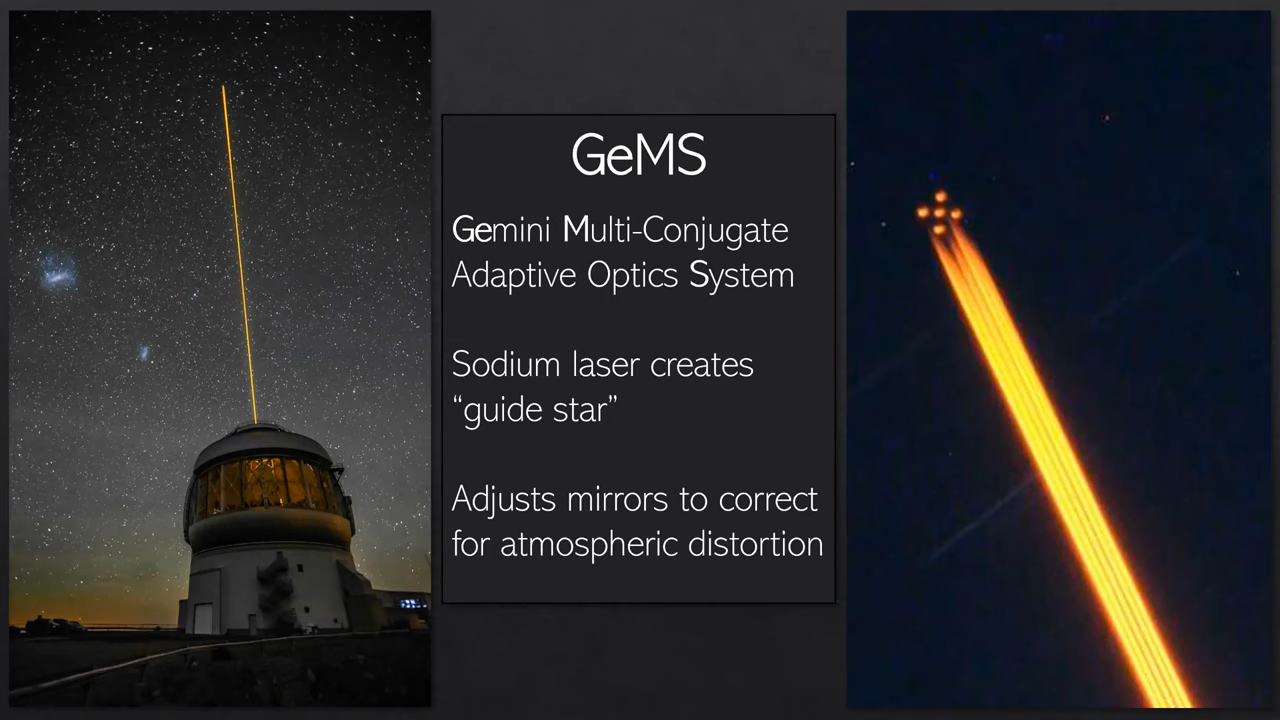 GeMS
Gemini Multi-Conjugate
Adaptive Optics System
Sodium laser creates
“guide star”
Adjusts mirrors to correct
for atmospheric distortion